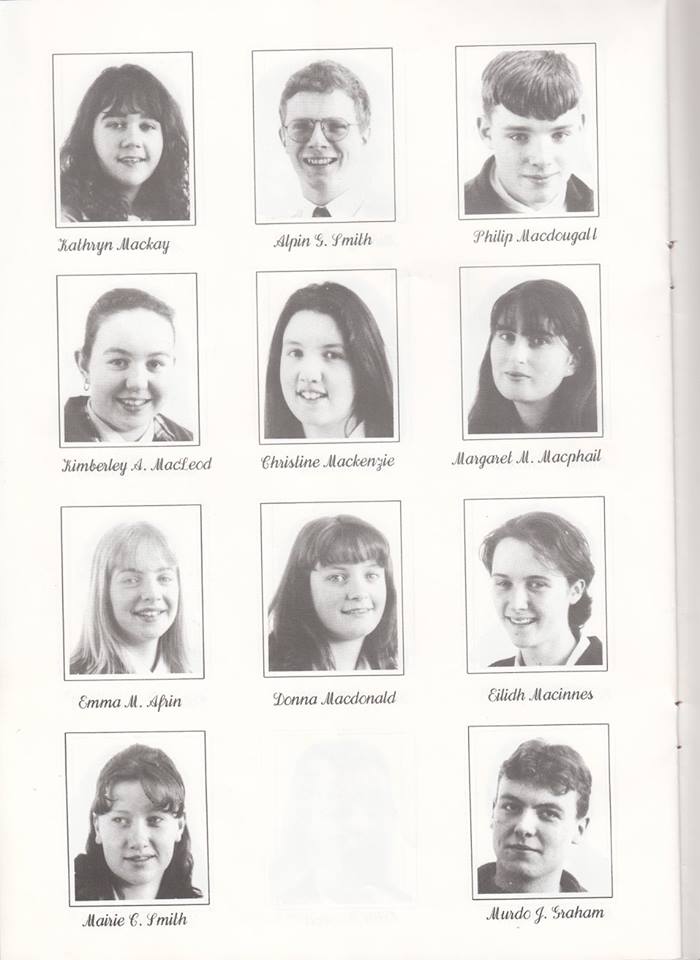 Kathryn Mackay
Alpin G. Smith
Philip Macdougall
Kimberley A. MacLeod
Christine Mackenzie
Margaret M. Macphail
Emma M. Afrin
Donna Macdonald
Eilidh Macinnes
Mairie C. Smith
Murdo J. Graham